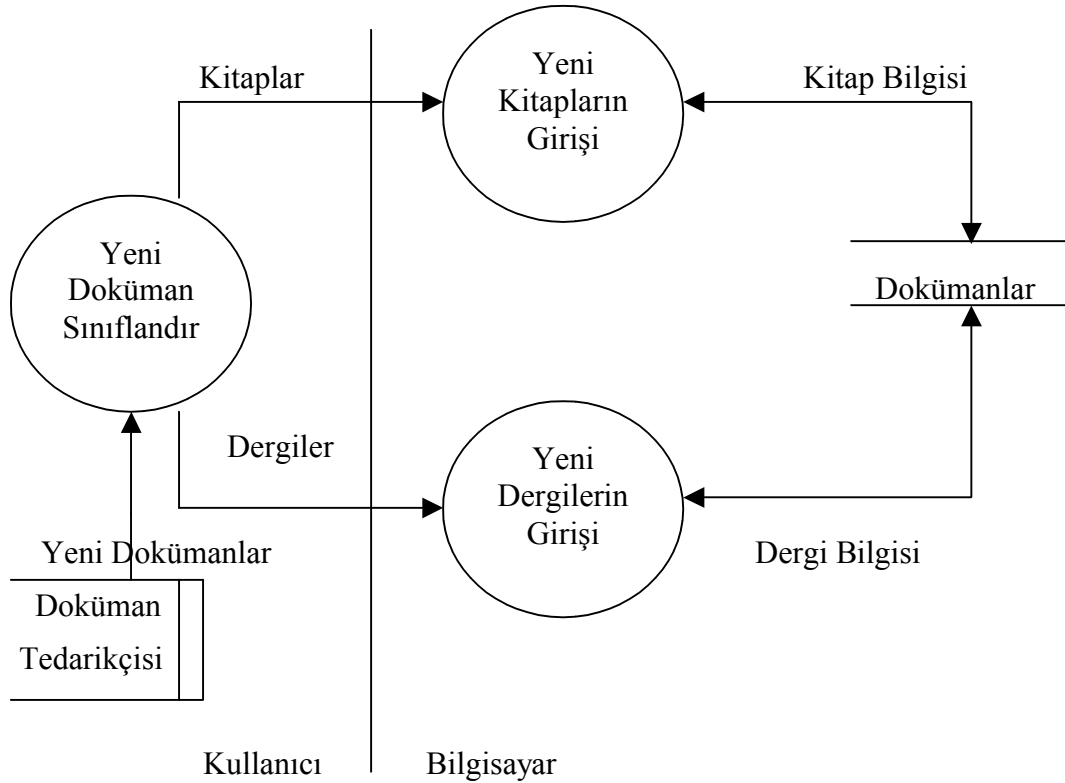 Kitaplar
Yeni
Kitapların
Girişi
Kitap Bilgisi
Yeni
Doküman
Sınıflandır
Dokümanlar
Dergiler
Yeni
Dergilerin
Girişi
Yeni Dokümanlar
Dergi Bilgisi
Doküman
Tedarikçisi
Kullanıcı
Bilgisayar